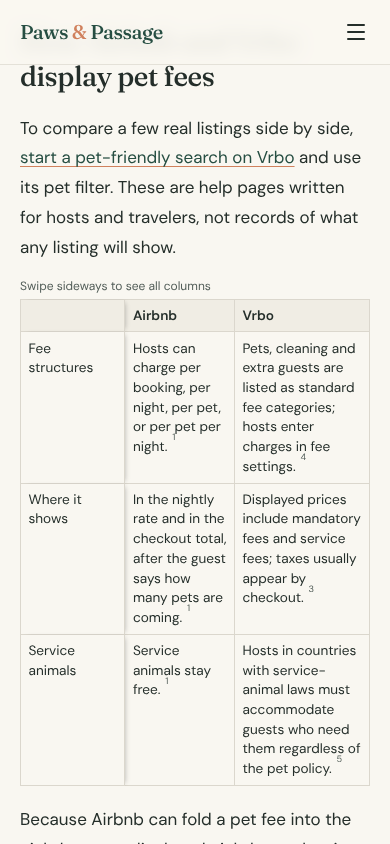 Paws & Passage
display pet fees
To compare a few real listings side by side,
start a pet-friendly search on Vrbo and use
its pet filter. These are help pages written
for hosts and travelers, not records of what
any listing will show.
Swipe sideways to see all columns
Airbnb
Vrbo
Fee
structures
Hosts can
charge per
booking, per
night, per pet,
or per pet per
night. 1
Pets, cleaning and
extra guests are
listed as standard
fee categories;
hosts enter
charges in fee
settings. 4
Where it
shows
In the nightly
rate and in the
checkout total,
after the guest
says how
many pets are
coming. 1
Displayed prices
include mandatory
fees and service
fees; taxes usually
appear by
checkout. 3
Service
animals
Service
animals stay
free. 1
Hosts in countries
with service-
animal laws must
accommodate
guests who need
them regardless of
the pet policy. 5
Because Airbnb can fold a pet fee into the